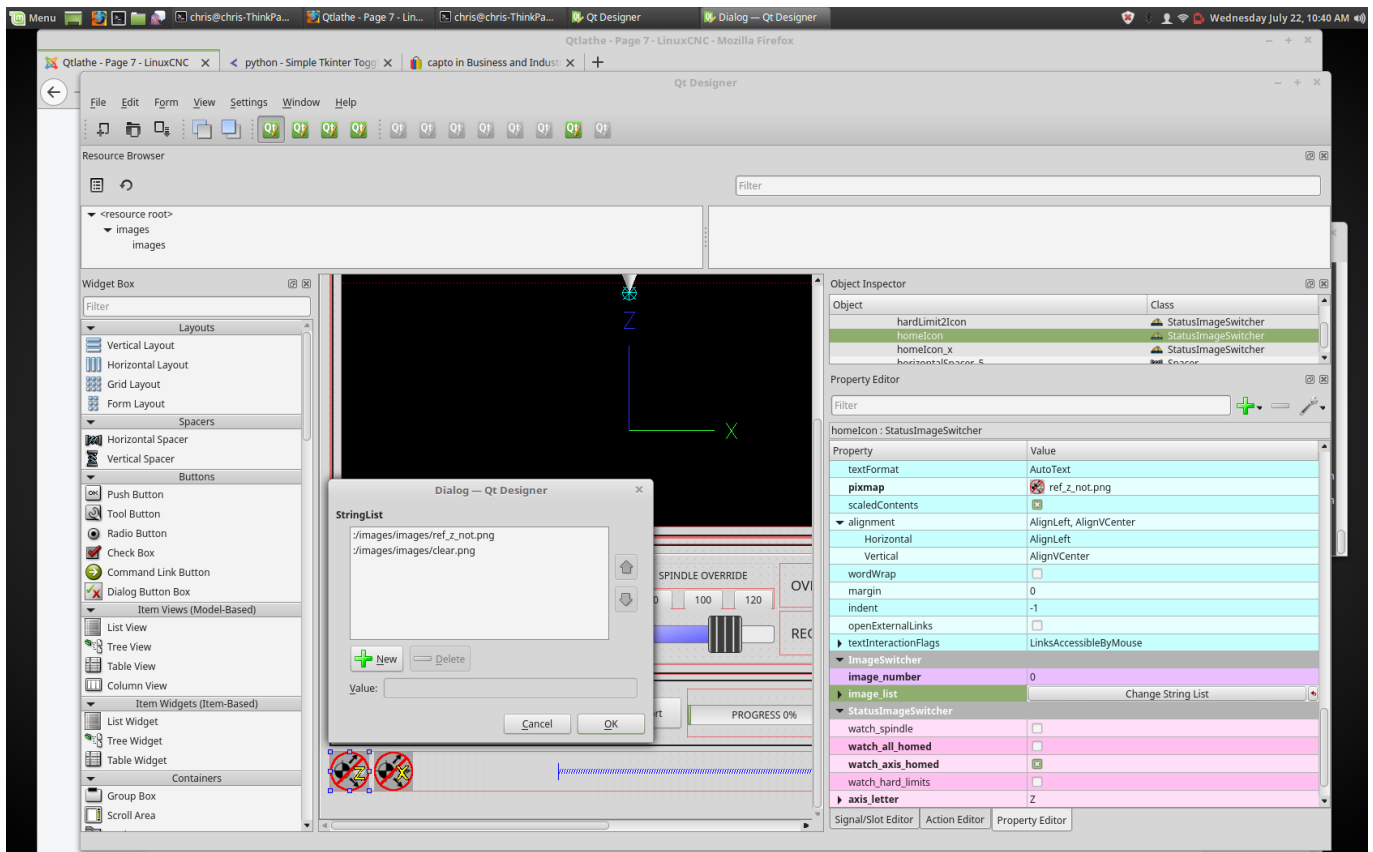 Menu
chris@chris-ThinkPa...
Qtlathe - Page 7 - Lin...
chris@chris-ThinkPa...
Qt Designer
Dialog — Qt Designer
Wednesday July 22, 10:40 AM
Qtlathe - Page 7 - LinuxCNC - Mozilla Firefox
Qtlathe - Page 7 - LinuxCNC
python - Simple Tkinter Toggl
capto in Business and Indust
Qt Designer
File Edit Form View Settings Window Help
Resource Browser
Filter
<resource root>
images
images
Widget Box
Filter
Layouts
Vertical Layout
Horizontal Layout
Grid Layout
Form Layout
Spacers
Horizontal Spacer
Vertical Spacer
Buttons
Push Button
Tool Button
Radio Button
Check Box
Command Link Button
Dialog Button Box
Item Views (Model-Based)
List View
Tree View
Table View
Column View
Item Widgets (Item-Based)
List Widget
Tree Widget
Table Widget
Containers
Group Box
Scroll Area
Z
X
Dialog — Qt Designer
StringList
:/images/images/ref_z_not.png
:/images/images/clear.png
New
Delete
Value:
Cancel
OK
SPINDLE OVERRIDE
100
120
PROGRESS 0%
Z
X
Object Inspector
Object Class
hardLimit2Icon StatusImageSwitcher
homeIcon StatusImageSwitcher
homeIcon_x StatusImageSwitcher
horizontalSpacer_5 Spacer
Property Editor
Filter
homeIcon : StatusImageSwitcher
Property Value
textFormat AutoText
pixmap ref_z_not.png
scaledContents
alignment AlignLeft, AlignVCenter
Horizontal AlignLeft
Vertical AlignVCenter
wordWrap
margin 0
indent -1
openExternalLinks
textInteractionFlags LinksAccessibleByMouse
ImageSwitcher
image_number 0
image_list Change String List
StatusImageSwitcher
watch_spindle
watch_all_homed
watch_axis_homed
watch_hard_limits
axis_letter Z
Signal/Slot Editor
Action Editor
Property Editor